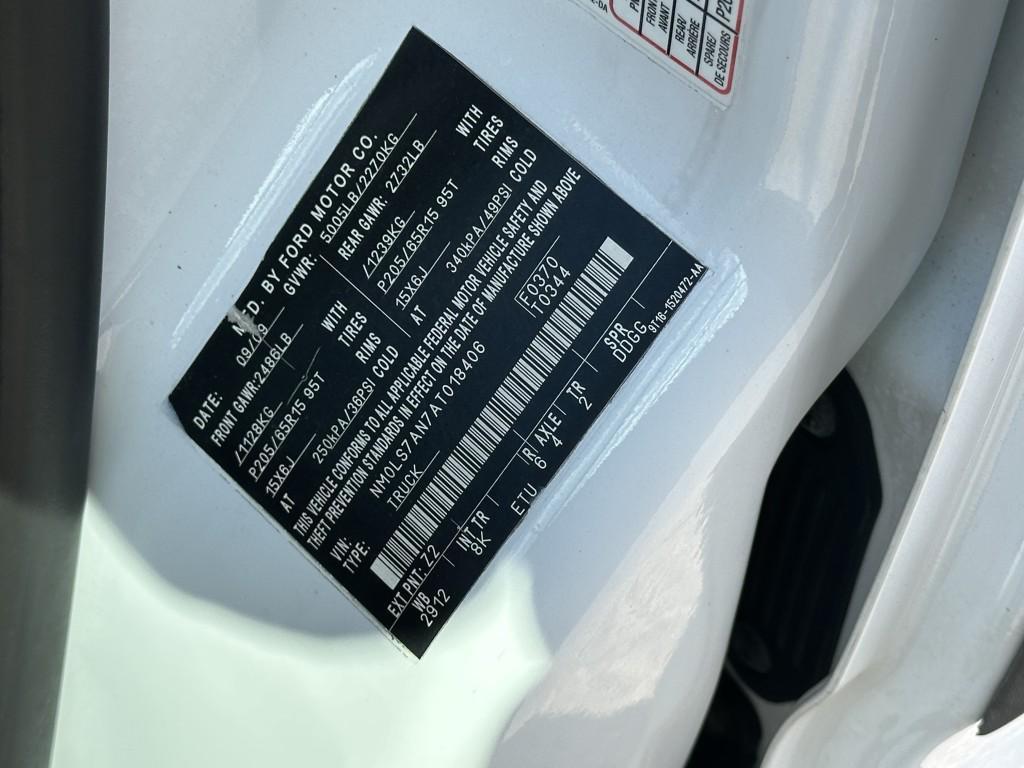 MFD. BY FORD MOTOR CO.
DATE: 09/09 GVWR: 5005LB/2270KG
FRONT GAWR:2486LB REAR GAWR: 2732LB
/1128KG WITH /1239KG WITH
P205/65R15 95T TIRES P205/65R15 95T TIRES
15X6J RIMS 15X6J RIMS
AT 250kPA/36PSI COLD AT 340kPA/49PSI COLD
THIS VEHICLE CONFORMS TO ALL APPLICABLE FEDERAL MOTOR VEHICLE SAFETY AND
THEFT PREVENTION STANDARDS IN EFFECT ON THE DATE OF MANUFACTURE SHOWN ABOVE
VIN: NM0LS7AN7AT018406 F0370
TYPE: TRUCK T0344
EXT PNT: Z2
WB INT TR R AXLE TR SPR
2912 8K 6 4 2 DDGG
ETU 9T16-1520472-AA
FRONT/
AVANT
REAR/
ARRIÈRE
SPARE/
DE SECOURS